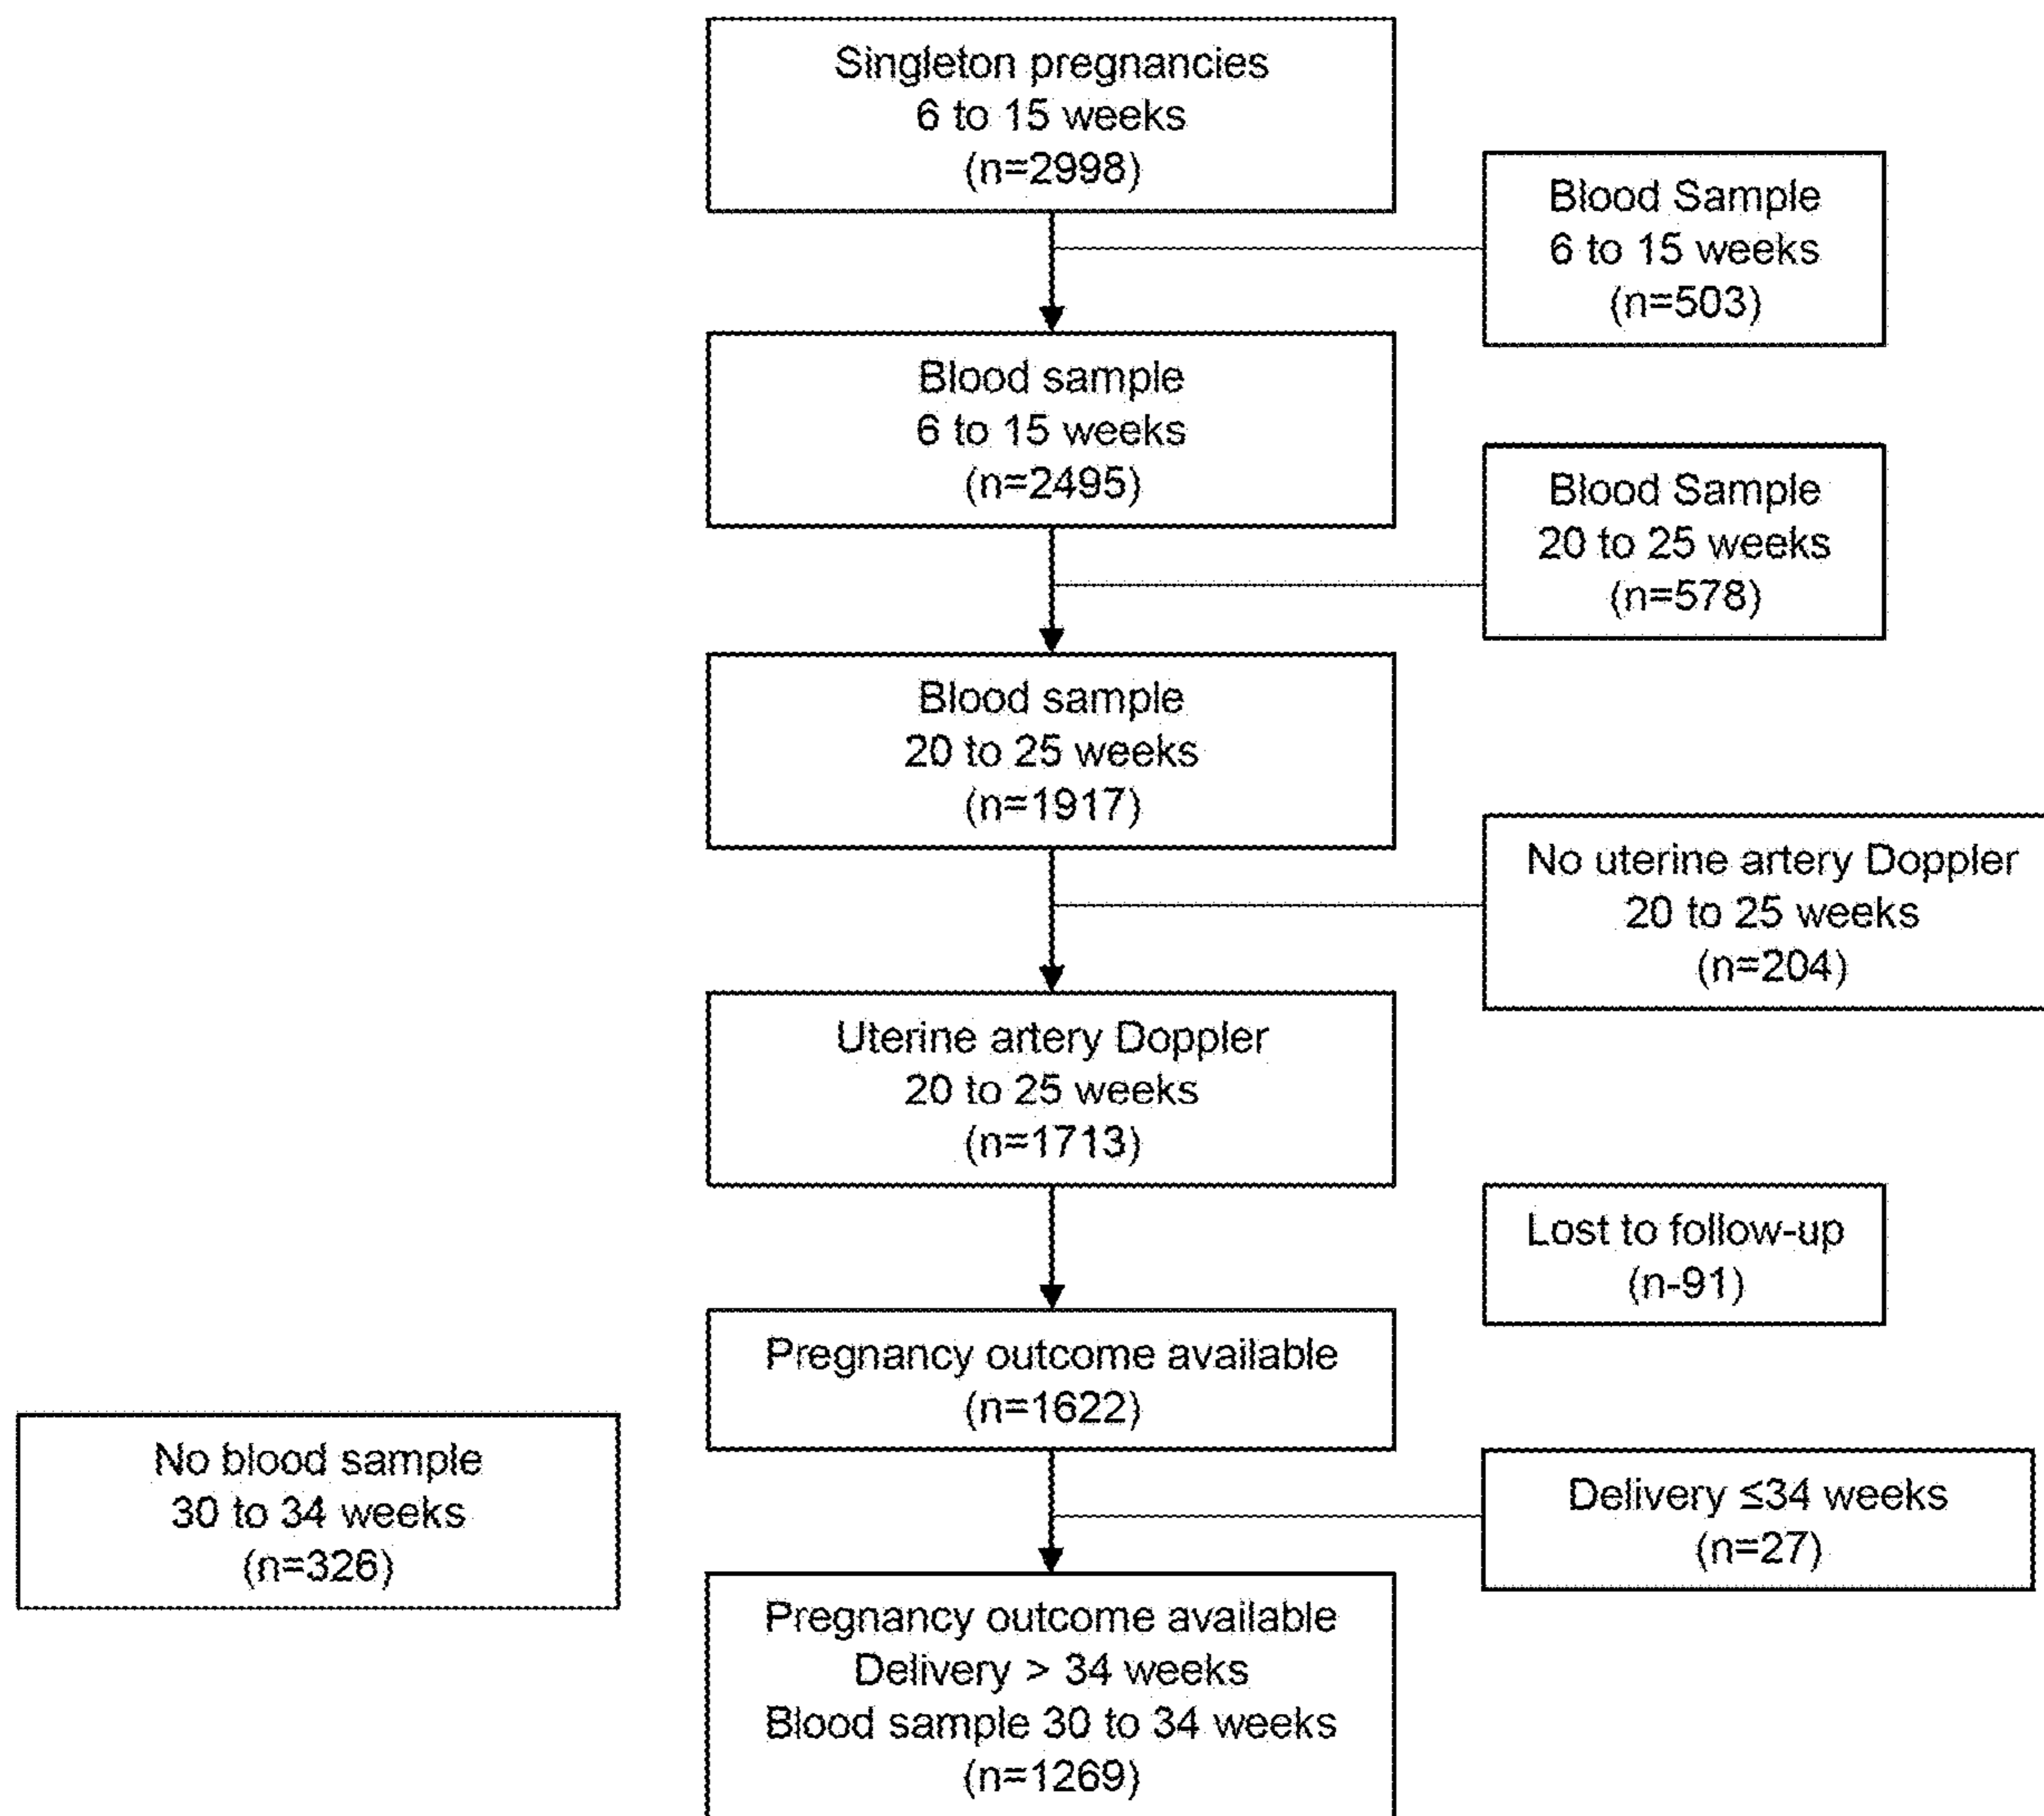 Singleton pregnancies
6 to 15 weeks
(n=2998)
Blood Sample
6 to 15 weeks
(n=503)
Blood sample
6 to 15 weeks
(n=2495)
Blood Sample
20 to 25 weeks
(n=578)
Blood sample
20 to 25 weeks
(n=1917)
No uterine artery Doppler
20 to 25 weeks
(n=204)
Uterine artery Doppler
20 to 25 weeks
(n=1713)
Lost to follow-up
(n-91)
Pregnancy outcome available
(n=1622)
No blood sample
30 to 34 weeks
(n=326)
Delivery ≤34 weeks
(n=27)
Pregnancy outcome available
Delivery > 34 weeks
Blood sample 30 to 34 weeks
(n=1269)